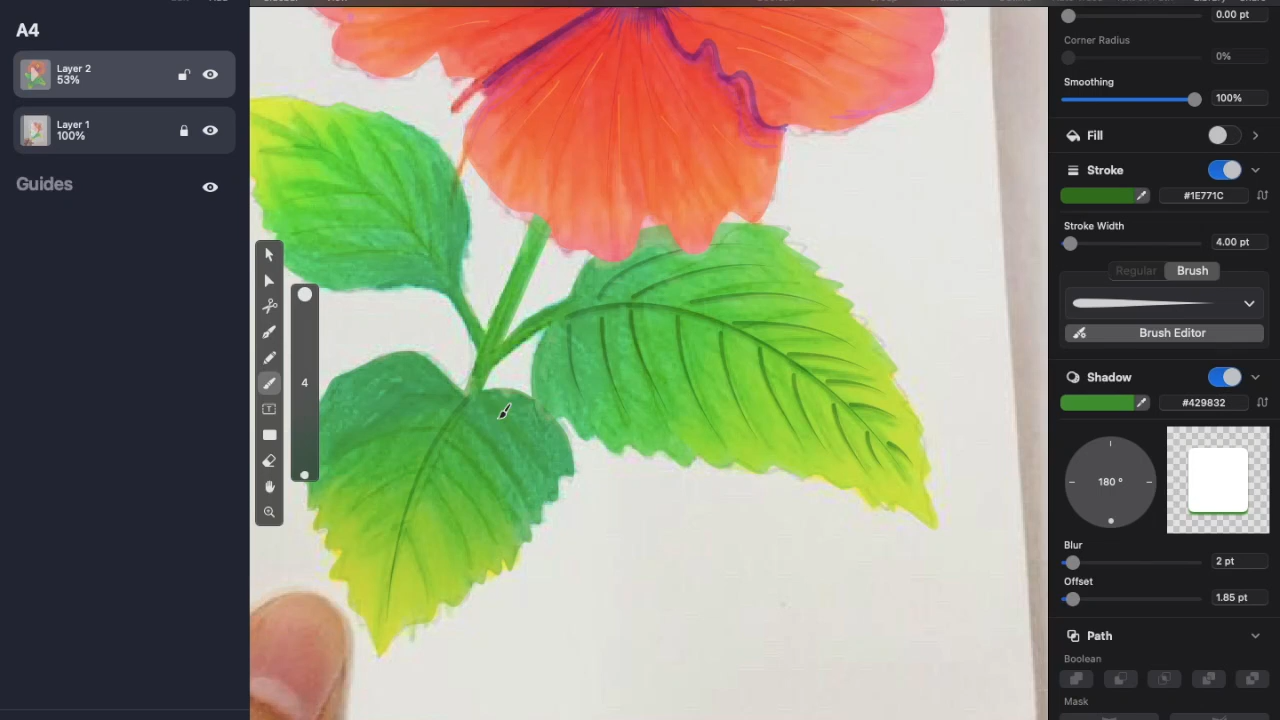 A4
Layer 2
53%
Layer 1
100%
Guides
4
0.00 pt
Corner Radius
0%
Smoothing
100%
Fill
Stroke
#1E771C
Stroke Width
4.00 pt
Regular
Brush
Brush Editor
Shadow
#429832
180 °
Blur
2 pt
Offset
1.85 pt
Path
Boolean
Mask